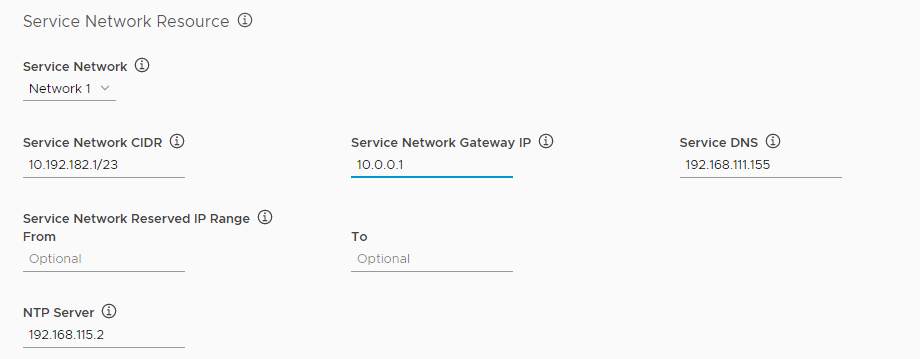 Service Network Resource
Service Network
Network 1
Service Network CIDR
Service Network Gateway IP
Service DNS
10.192.182.1/23
10.0.0.1
192.168.111.155
Service Network Reserved IP Range
From
To
Optional
Optional
NTP Server
192.168.115.2